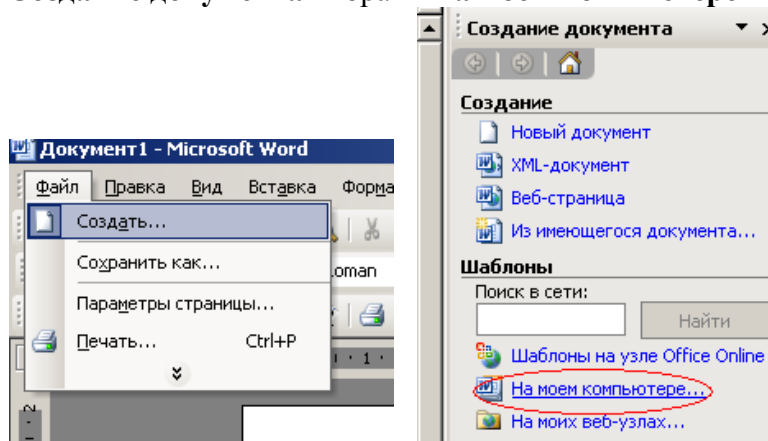 Документ1 - Microsoft Word
Файл Правка Вид Вставка
Создать...
Сохранить как...
Параметры страницы...
Печать... Ctrl+P
Создание документа
Создание
Новый документ
XML-документ
Веб-страница
Из имеющегося документа...
Шаблоны
Поиск в сети:
Найти
Шаблоны на узле Office Online
На моем компьютере...
На моих веб-узлах...